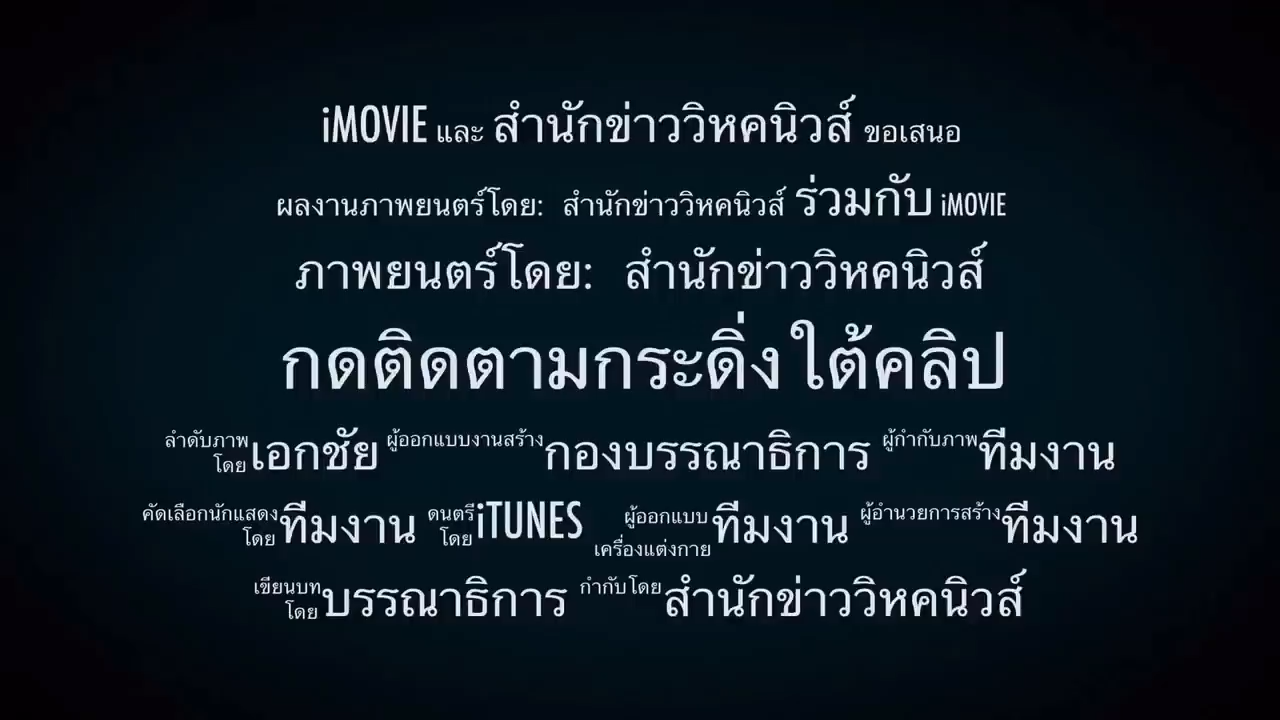 iMOVIE และ สำนักข่าววิหคนิวส์ ขอเสนอ
ผลงานภาพยนตร์โดย: สำนักข่าววิหคนิวส์ ร่วมกับ iMOVIE
ภาพยนตร์โดย: สำนักข่าววิหคนิวส์
กดติดตามกระดิ่ง ใต้คลิป
ลำดับภาพโดย เอกชัย ผู้ออกแบบงานสร้าง กองบรรณาธิการ ผู้กำกับภาพ ทีมงาน
คัดเลือกนักแสดงโดย ทีมงาน ดนตรีโดย iTUNES ผู้ออกแบบเครื่องแต่งกาย ทีมงาน ผู้อำนวยการสร้าง ทีมงาน
เขียนบทโดย บรรณาธิการ กำกับโดย สำนักข่าววิหคนิวส์